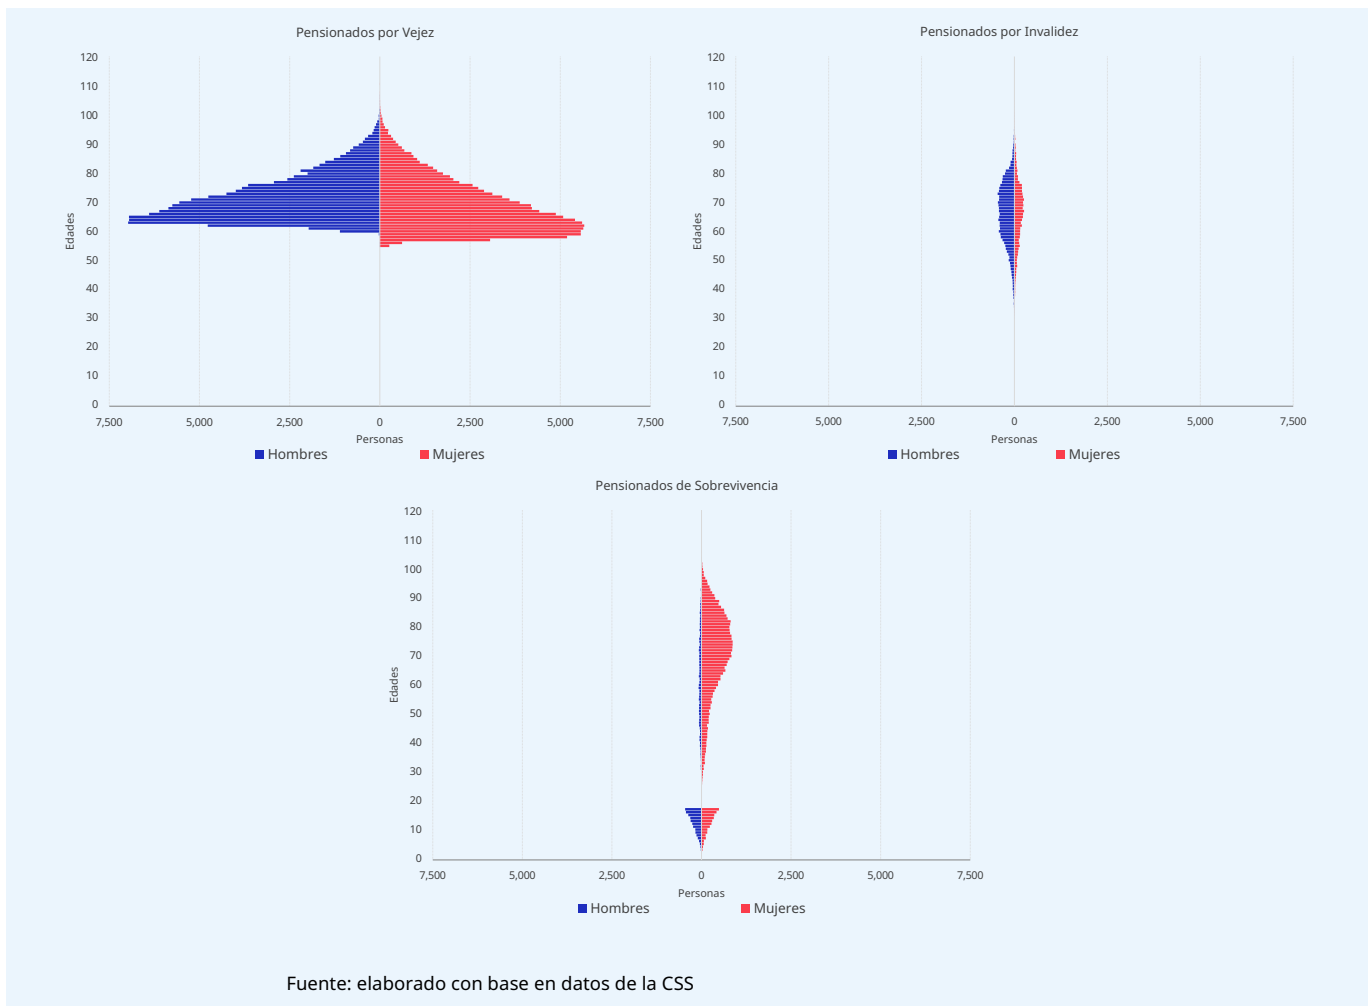 Pensionados por Vejez
120
110
100
90
80
70
60
50
40
30
20
10
0
Edades
7,500 5,000 2,500 0 2,500 5,000 7,500
Personas
Hombres Mujeres
Pensionados por Invalidez
120
110
100
90
80
70
60
50
40
30
20
10
0
Edades
7,500 5,000 2,500 0 2,500 5,000 7,500
Personas
Hombres Mujeres
Pensionados de Sobrevivencia
120
110
100
90
80
70
60
50
40
30
20
10
0
Edades
7,500 5,000 2,500 0 2,500 5,000 7,500
Personas
Hombres Mujeres
Fuente: elaborado con base en datos de la CSS